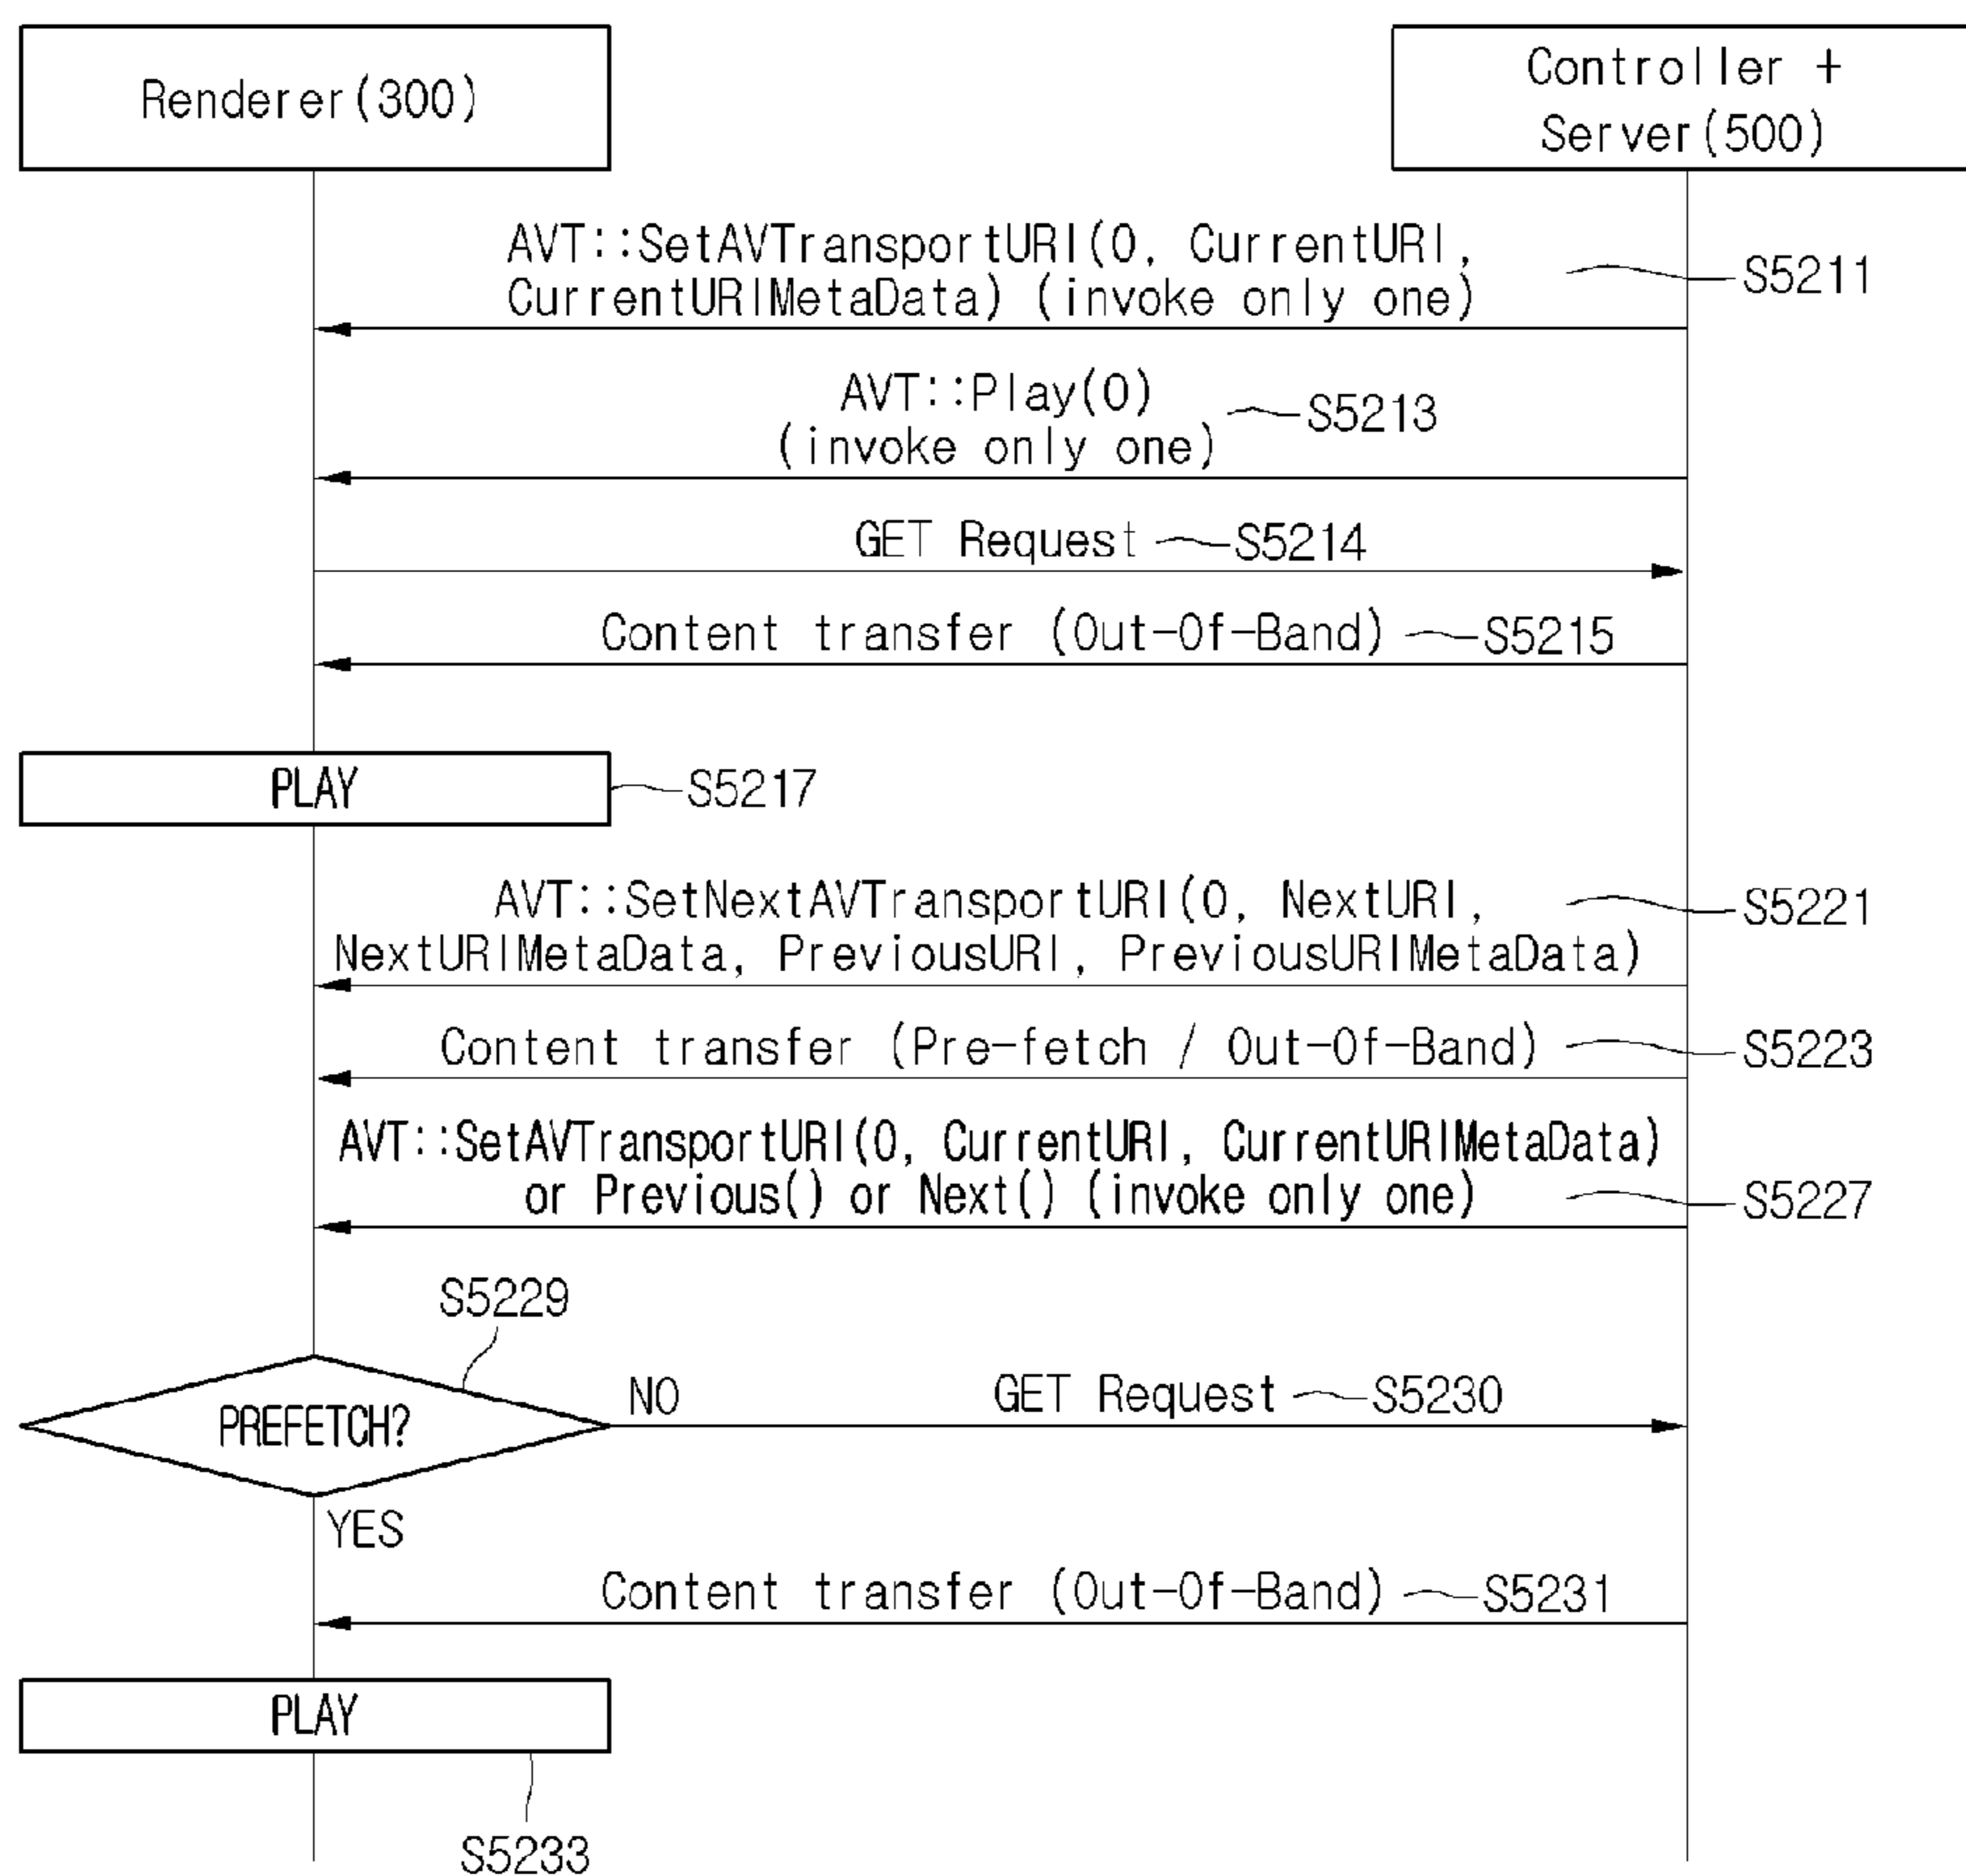 Renderer(300)
Controller +
Server(500)
AVT::SetAVTransportURI(0, CurrentURI,
CurrentURIMetaData) (invoke only one)
S5211
AVT::Play(0)
(invoke only one)
S5213
GET Request
S5214
Content transfer (Out-Of-Band)
S5215
PLAY
S5217
AVT::SetNextAVTransportURI(0, NextURI,
NextURIMetaData, PreviousURI, PreviousURIMetaData)
S5221
Content transfer (Pre-fetch / Out-Of-Band)
S5223
AVT::SetAVTransportURI(0, CurrentURI, CurrentURIMetaData)
or Previous() or Next() (invoke only one)
S5227
S5229
PREFETCH?
NO
GET Request
S5230
YES
Content transfer (Out-Of-Band)
S5231
PLAY
S5233